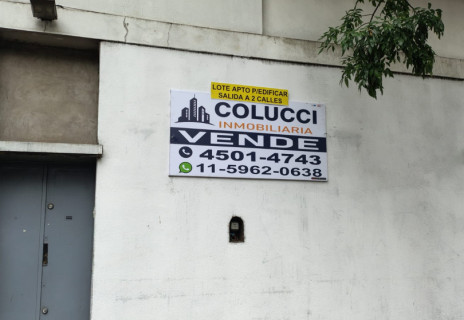 LOTE APTO P/EDIFICAR
SALIDA A 2 CALLES
COLUCCI
INMOBILIARIA
VENDE
4501-4743
11-5962-0638